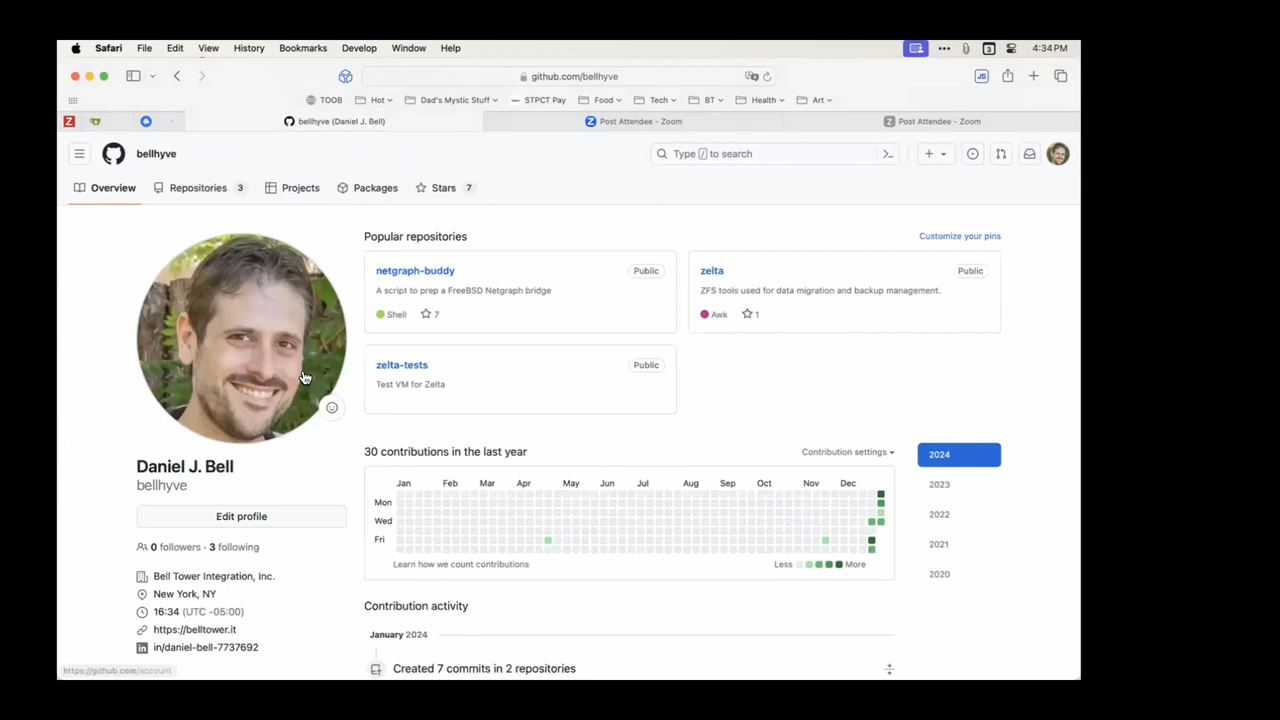 Safari File Edit View History Bookmarks Develop Window Help 3 4:34 PM
github.com/bellhyve JS
TOOB Hot Dad's Mystic Stuff STPCT Pay Food Tech BT Health Art
Z bellhyve (Daniel J. Bell) Post Attendee - Zoom Z Post Attendee - Zoom
bellhyve Type / to search
Overview Repositories 3 Projects Packages Stars 7
Popular repositories Customize your pins
netgraph-buddy Public
A script to prep a FreeBSD Netgraph bridge
Shell 7
zelta Public
ZFS tools used for data migration and backup management.
Awk 1
zelta-tests Public
Test VM for Zelta
Daniel J. Bell
bellhyve
Edit profile
0 followers · 3 following
Bell Tower Integration, Inc.
New York, NY
16:34 (UTC -05:00)
https://belltower.it
in/daniel-bell-7737692
30 contributions in the last year Contribution settings
Jan Feb Mar Apr May Jun Jul Aug Sep Oct Nov Dec
Mon
Wed
Fri
Learn how we count contributions Less More
2024
2023
2022
2021
2020
Contribution activity
January 2024
Created 7 commits in 2 repositories
https://github.com/account